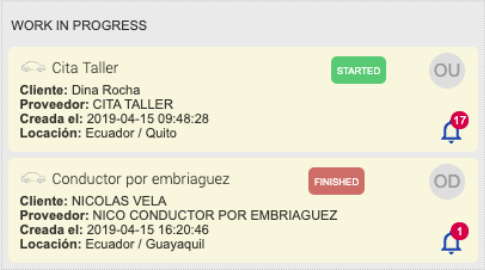 WORK IN PROGRESS
Cita Taller
STARTED
OU
Cliente: Dina Rocha
Proveedor: CITA TALLER
Creada el: 2019-04-15 09:48:28
17
Locación: Ecuador / Quito
Conductor por embriaguez
FINISHED
OD
Cliente: NICOLAS VELA
Proveedor: NICO CONDUCTOR POR EMBRIAGUEZ
Creada el: 2019-04-15 16:20:46
1
Locación: Ecuador / Guayaquil